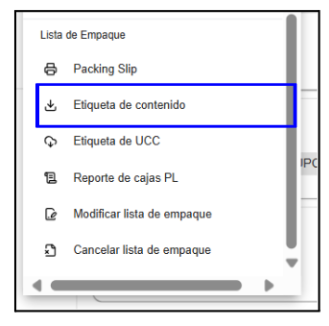 Lista de Empaque
Packing Slip
Etiqueta de contenido
Etiqueta de UCC
Reporte de cajas PL
Modificar lista de empaque
Cancelar lista de empaque